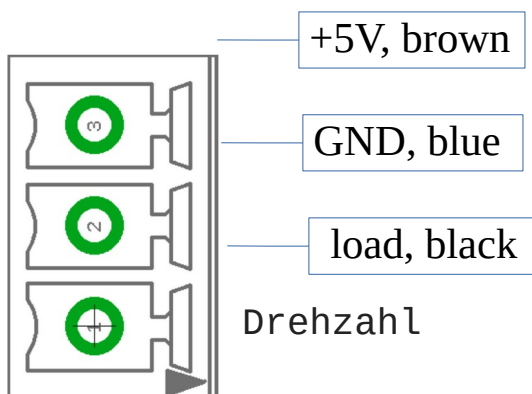 +5V, brown
3
GND, blue
2
load, black
1
Drehzahl